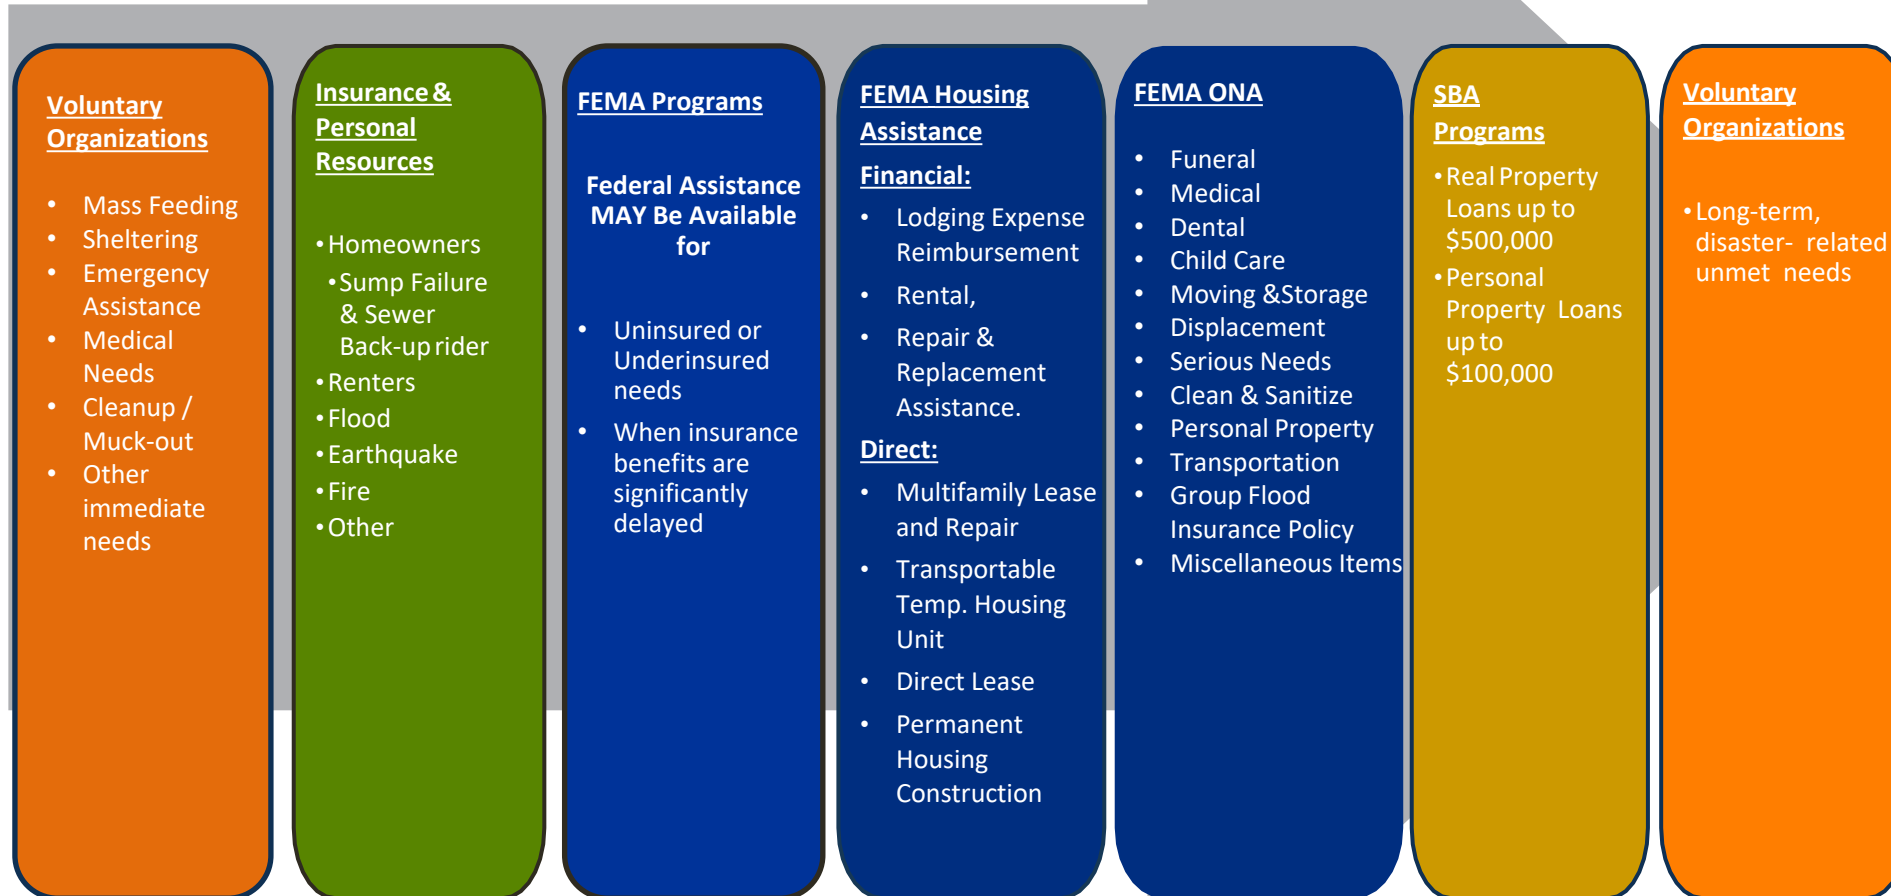 Voluntary
Organizations
• Mass Feeding
• Sheltering
• Emergency
Assistance
• Medical
Needs
• Cleanup /
Muck-out
• Other
immediate
needs
Insurance &
Personal
Resources
• Homeowners
• Sump Failure
& Sewer
Back-up rider
• Renters
• Flood
• Earthquake
• Fire
• Other
FEMA Programs
Federal Assistance
MAY Be Available
for
• Uninsured or
Underinsured
needs
• When insurance
benefits are
significantly
delayed
FEMA Housing
Assistance
Financial:
• Lodging Expense
Reimbursement
• Rental,
• Repair &
Replacement
Assistance.
Direct:
• Multifamily Lease
and Repair
• Transportable
Temp. Housing
Unit
• Direct Lease
• Permanent
Housing
Construction
FEMA ONA
• Funeral
• Medical
• Dental
• Child Care
• Moving &Storage
• Displacement
• Serious Needs
• Clean & Sanitize
• Personal Property
• Transportation
• Group Flood
Insurance Policy
• Miscellaneous Items
SBA
Programs
• Real Property
Loans up to
$500,000
• Personal
Property Loans
up to
$100,000
Voluntary
Organizations
• Long-term,
disaster- related
unmet needs